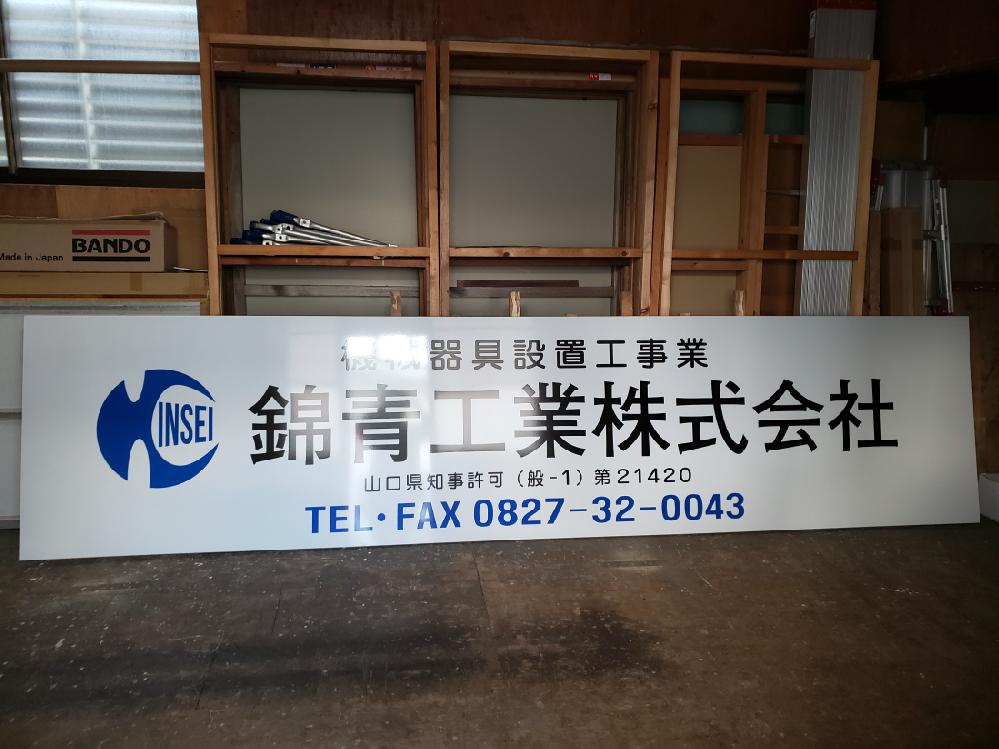 BANDO
Made in Japan
機械器具設置工事業
INSEI
錦青工業株式会社
山口県知事許可（般-1）第21420
TEL・FAX 0827-32-0043